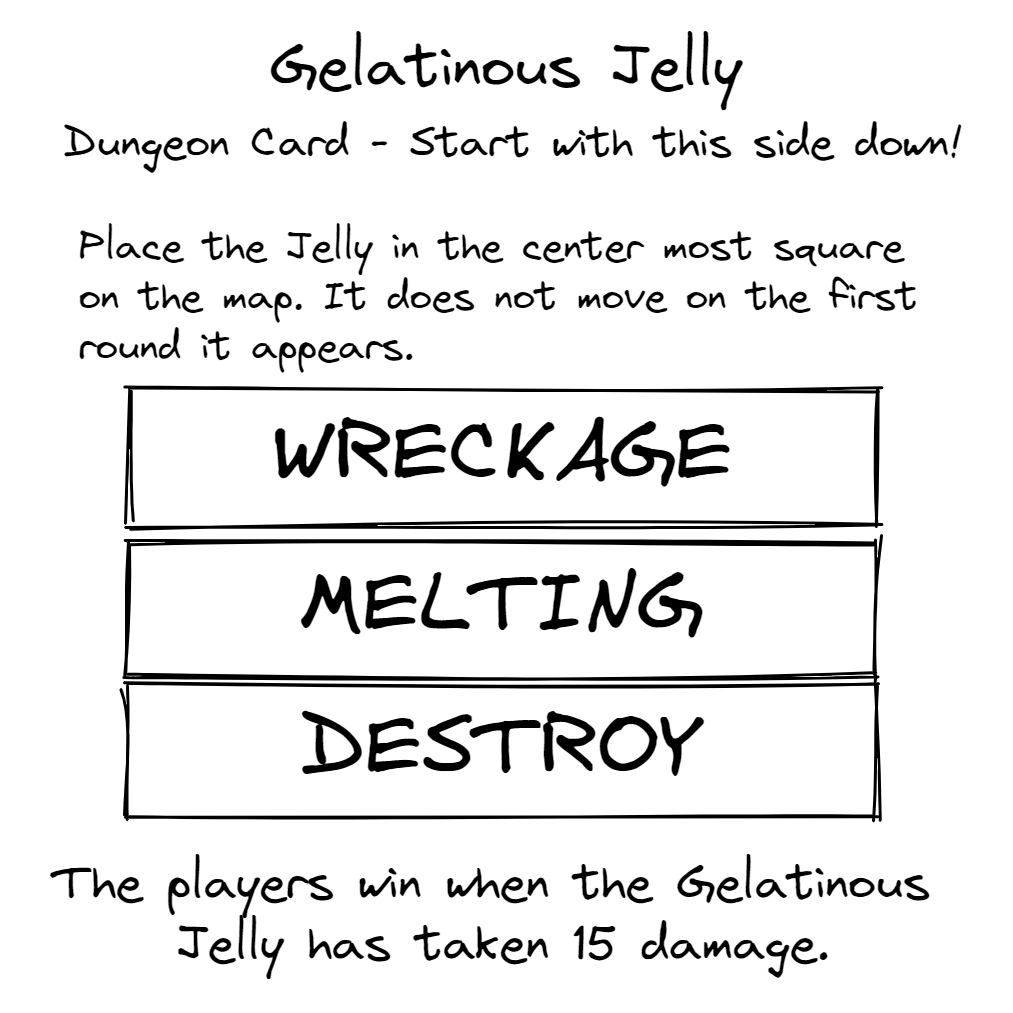 Gelatinous Jelly
Dungeon Card - Start with this side down!
Place the Jelly in the center most square
on the map. It does not move on the first
round it appears.
WRECKAGE
MELTING
DESTROY
The players win when the Gelatinous
Jelly has taken 15 damage.